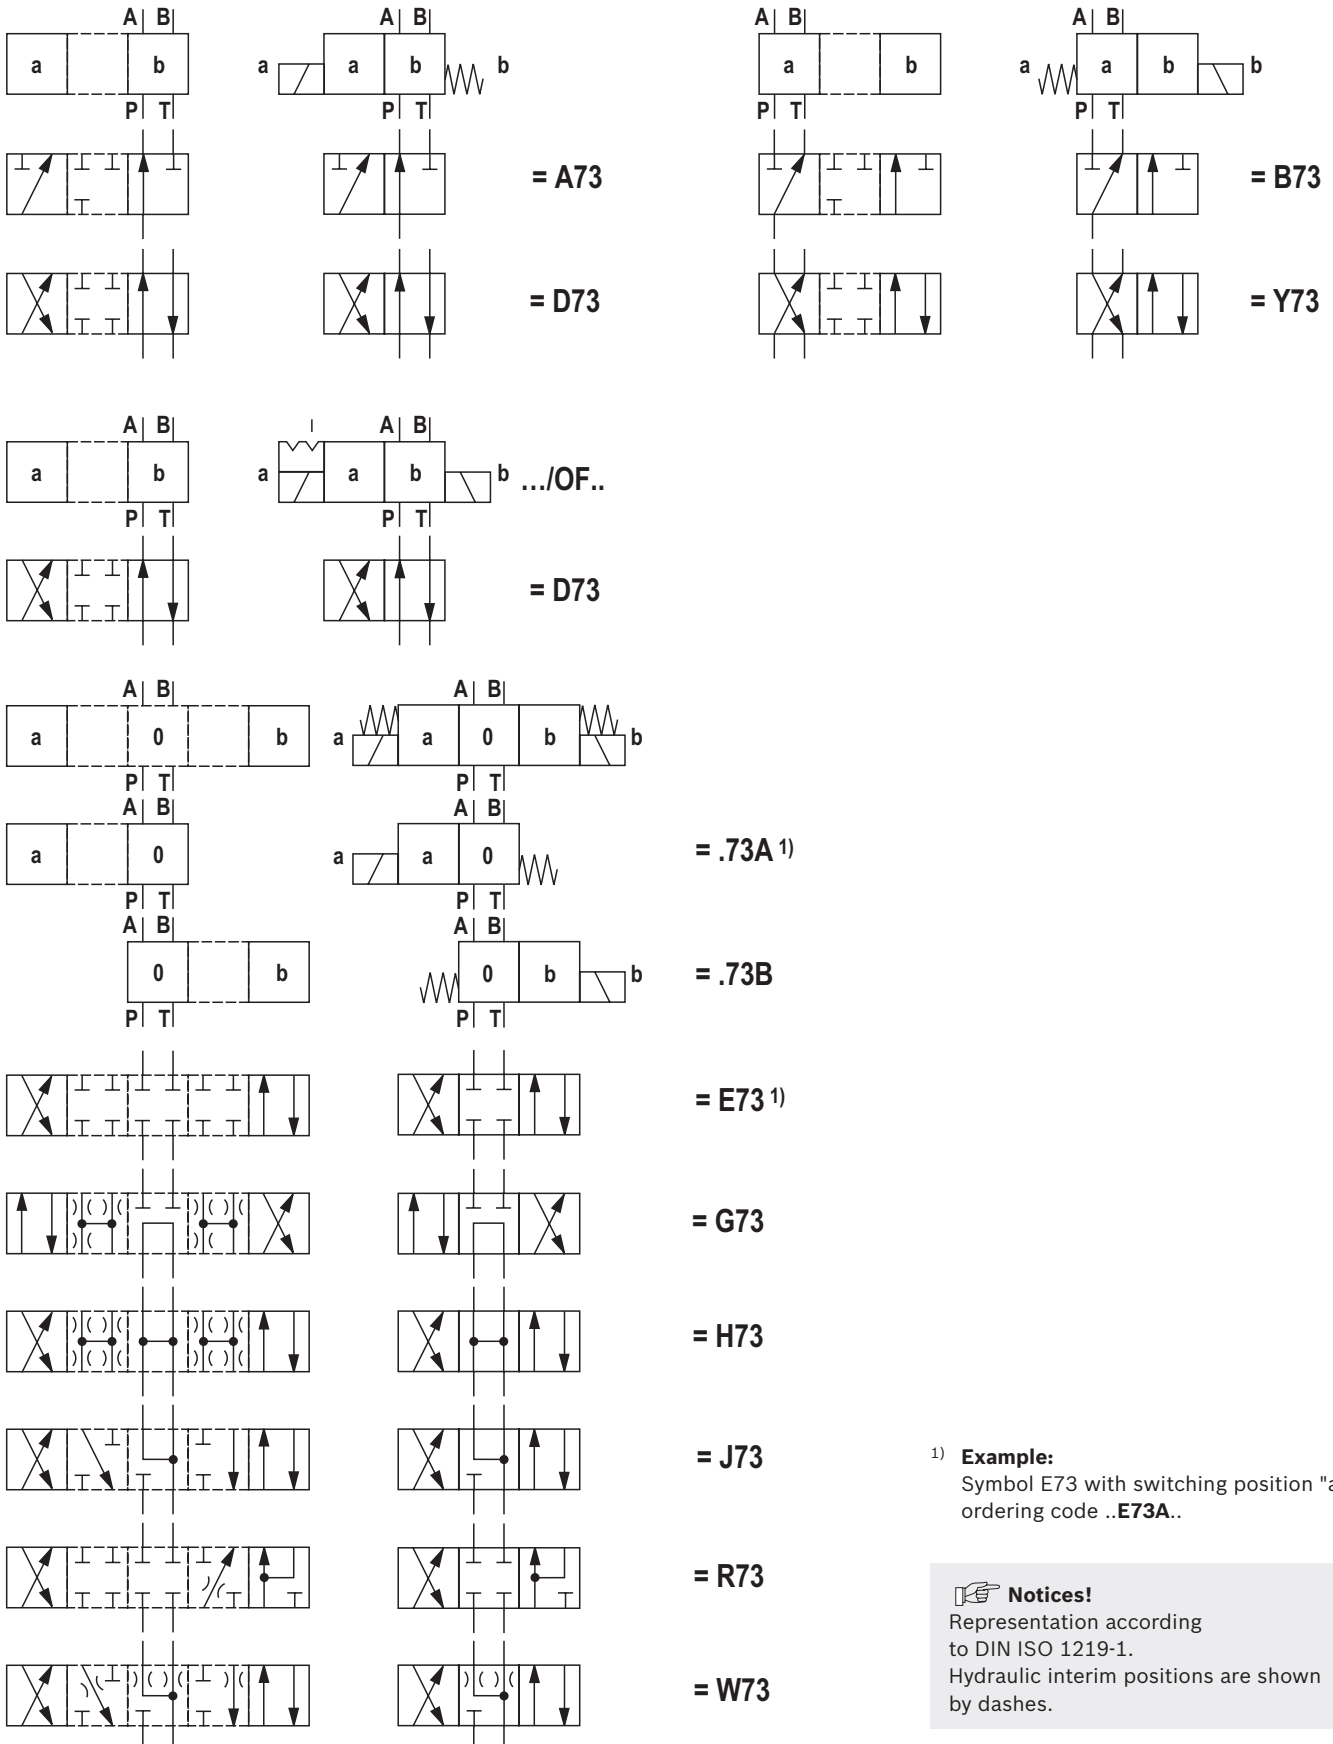 A B
a b
P T
A B
a a b b
P T
A B
a b
P T
A B
a a b b
P T
= A73
= B73
= D73
= Y73
A B
a b
P T
A B
a a b b .../OF..
P T
= D73
A B
a 0 b
P T
A B
a a 0 b b
P T
A B
a 0
P T
A B
a a 0
P T
= .73A 1)
A B
0 b
P T
A B
0 b b
P T
= .73B
= E73 1)
= G73
= H73
= J73
= R73
= W73
1) Example:
Symbol E73 with switching position "a
ordering code ..E73A..
Notices!
Representation according
to DIN ISO 1219-1.
Hydraulic interim positions are shown
by dashes.